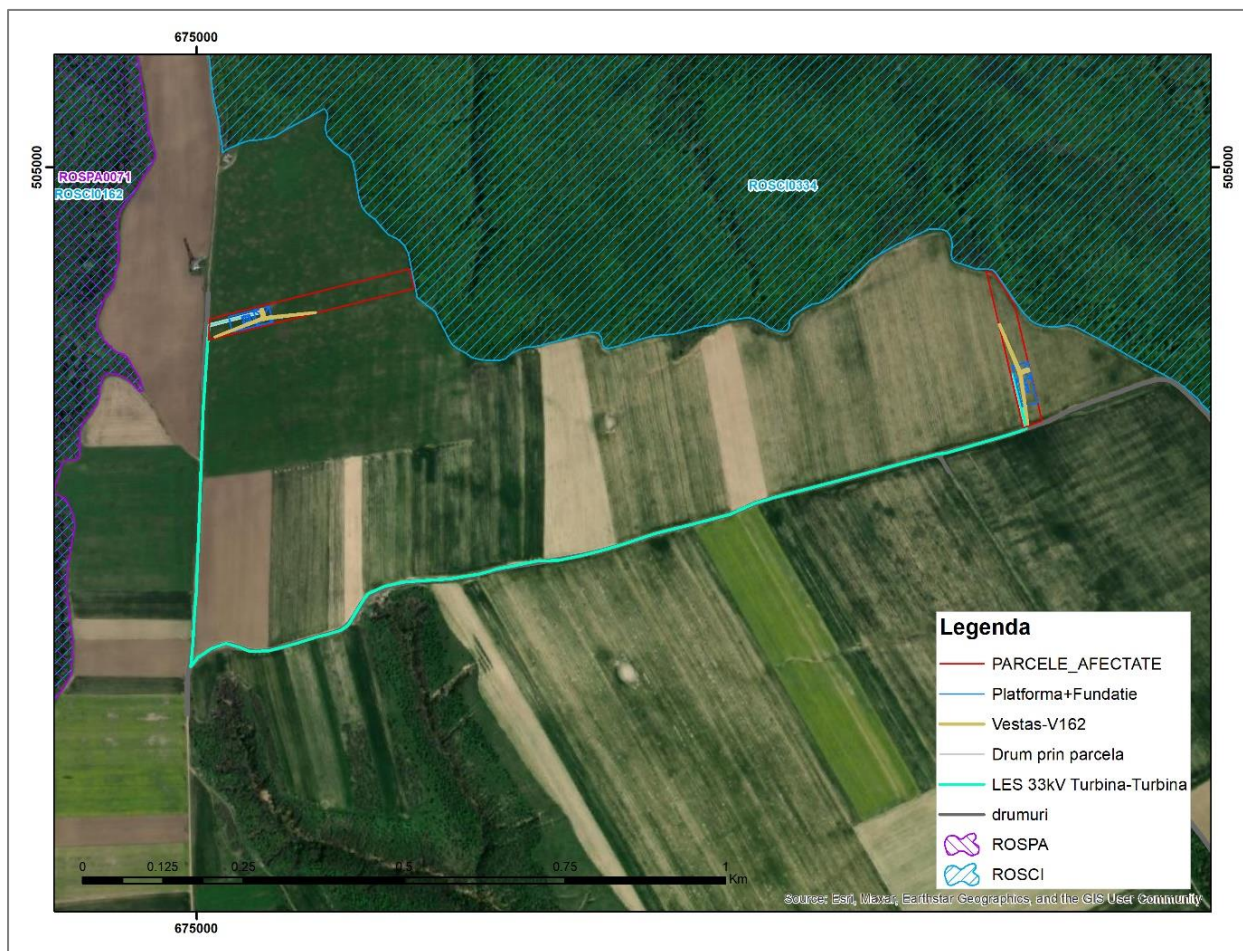 675000
505000
505000
ROSPA0071
ROSCI0162
ROSCI0334
Legenda
PARCELE_AFECTATE
Platforma+Fundatie
Vestas-V162
Drum prin parcela
LES 33kV Turbina-Turbina
drumuri
ROSPA
ROSCI
0 0.125 0.25 0.5 0.75 1
Km
Source: Esri, Maxar, Earthstar Geographics, and the GIS User Community
675000